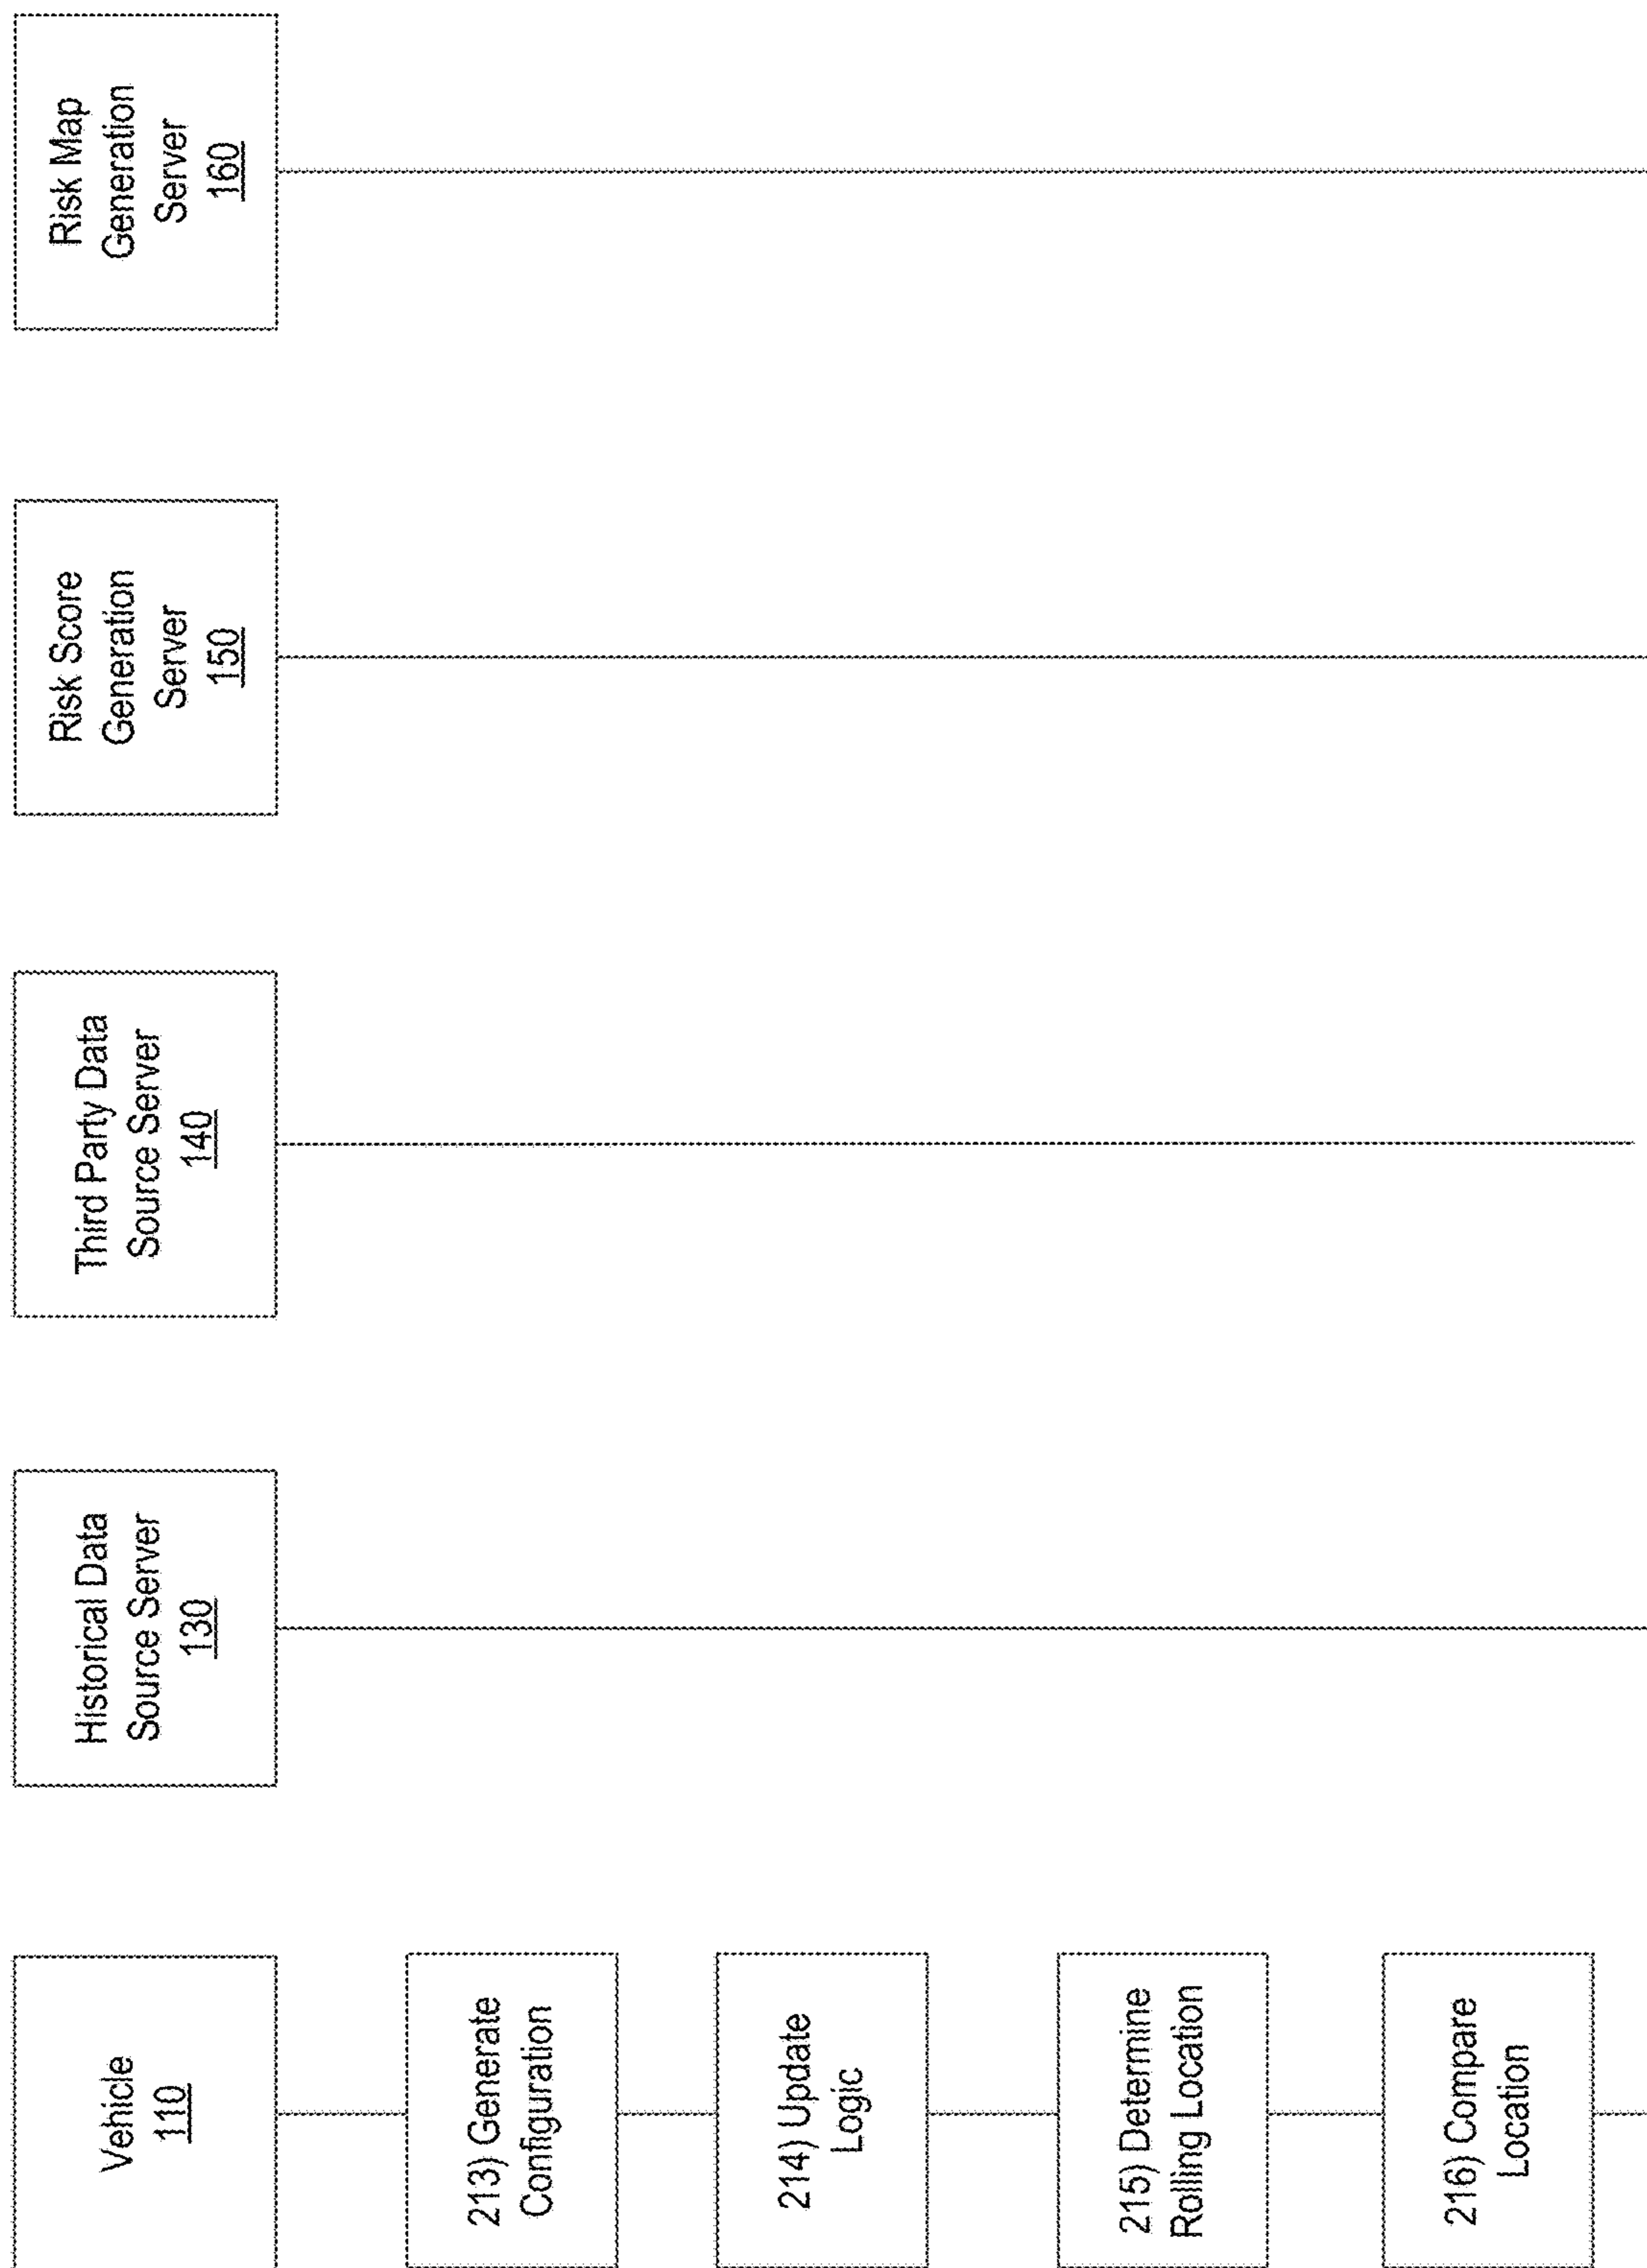 Vehicle
110
Historical Data
Source Server
130
Third Party Data
Source Server
140
Risk Score
Generation
Server
150
Risk Map
Generation
Server
160
213) Generate
Configuration
214) Update
Logic
215) Determine
Rolling Location
216) Compare
Location